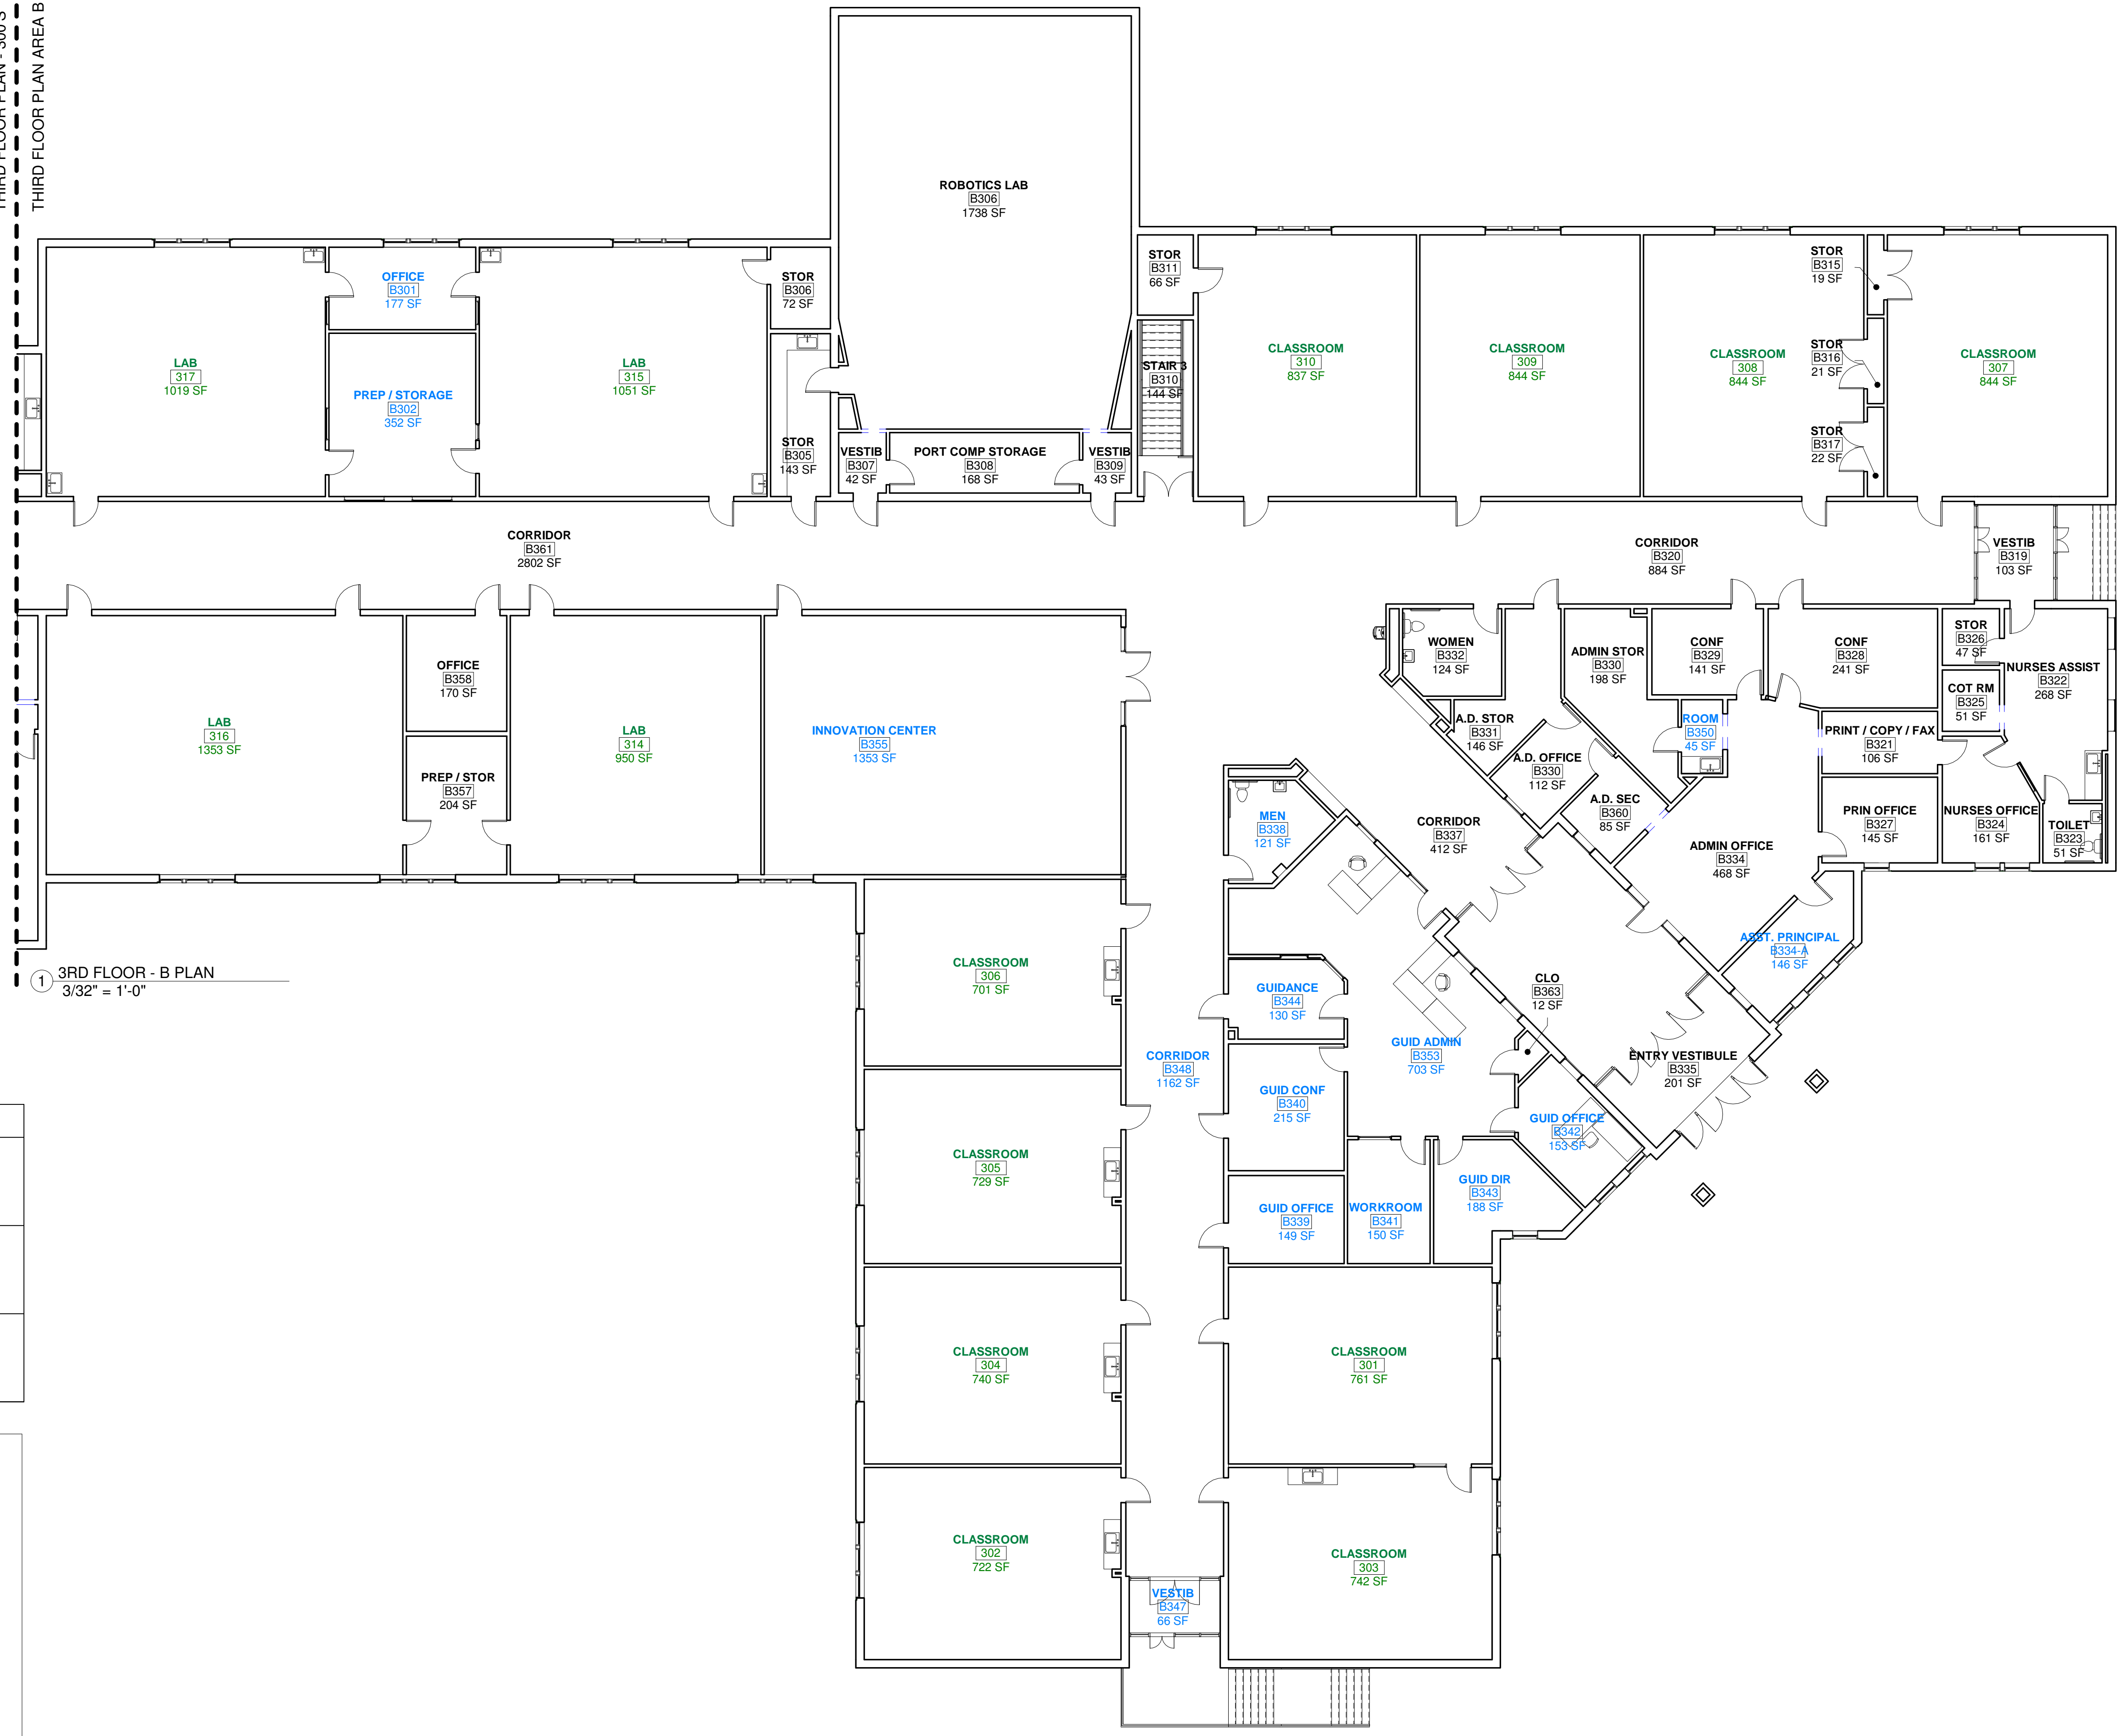 THIRD FLOOR PLAN - 300'S
THIRD FLOOR PLAN AREA B
ROBOTICS LAB
B306
1738 SF
OFFICE
B301
177 SF
STOR
B306
72 SF
STOR
B311
66 SF
STOR
B315
19 SF
LAB
317
1019 SF
PREP / STORAGE
B302
352 SF
LAB
315
1051 SF
STAIR 3
B310
144 SF
CLASSROOM
310
837 SF
CLASSROOM
309
844 SF
CLASSROOM
308
844 SF
STOR
B316
21 SF
CLASSROOM
307
844 SF
STOR
B305
143 SF
VESTIB
B307
42 SF
PORT COMP STORAGE
B308
168 SF
VESTIB
B309
43 SF
STOR
B317
22 SF
CORRIDOR
B361
2802 SF
CORRIDOR
B320
884 SF
VESTIB
B319
103 SF
OFFICE
B358
170 SF
WOMEN
B332
124 SF
ADMIN STOR
B330
198 SF
CONF
B329
141 SF
CONF
B328
241 SF
STOR
B326
47 SF
NURSES ASSIST
B322
268 SF
COT RM
B325
51 SF
LAB
316
1353 SF
LAB
314
950 SF
INNOVATION CENTER
B355
1353 SF
A.D. STOR
B331
146 SF
ROOM
B350
45 SF
PRINT / COPY / FAX
B321
106 SF
PREP / STOR
B357
204 SF
A.D. OFFICE
B330
112 SF
A.D. SEC
B360
85 SF
MEN
B338
121 SF
CORRIDOR
B337
412 SF
ADMIN OFFICE
B334
468 SF
PRIN OFFICE
B327
145 SF
NURSES OFFICE
B324
161 SF
TOILET
B323
51 SF
ASST. PRINCIPAL
B334-A
146 SF
1
3RD FLOOR - B PLAN
3/32" = 1'-0"
CLASSROOM
306
701 SF
GUIDANCE
B344
130 SF
CLO
B363
12 SF
CORRIDOR
B348
1162 SF
GUID ADMIN
B353
703 SF
ENTRY VESTIBULE
B335
201 SF
GUID CONF
B340
215 SF
GUID OFFICE
B342
153 SF
CLASSROOM
305
729 SF
GUID OFFICE
B339
149 SF
WORKROOM
B341
150 SF
GUID DIR
B343
188 SF
CLASSROOM
304
740 SF
CLASSROOM
301
761 SF
CLASSROOM
302
722 SF
CLASSROOM
303
742 SF
VESTIB
B347
66 SF